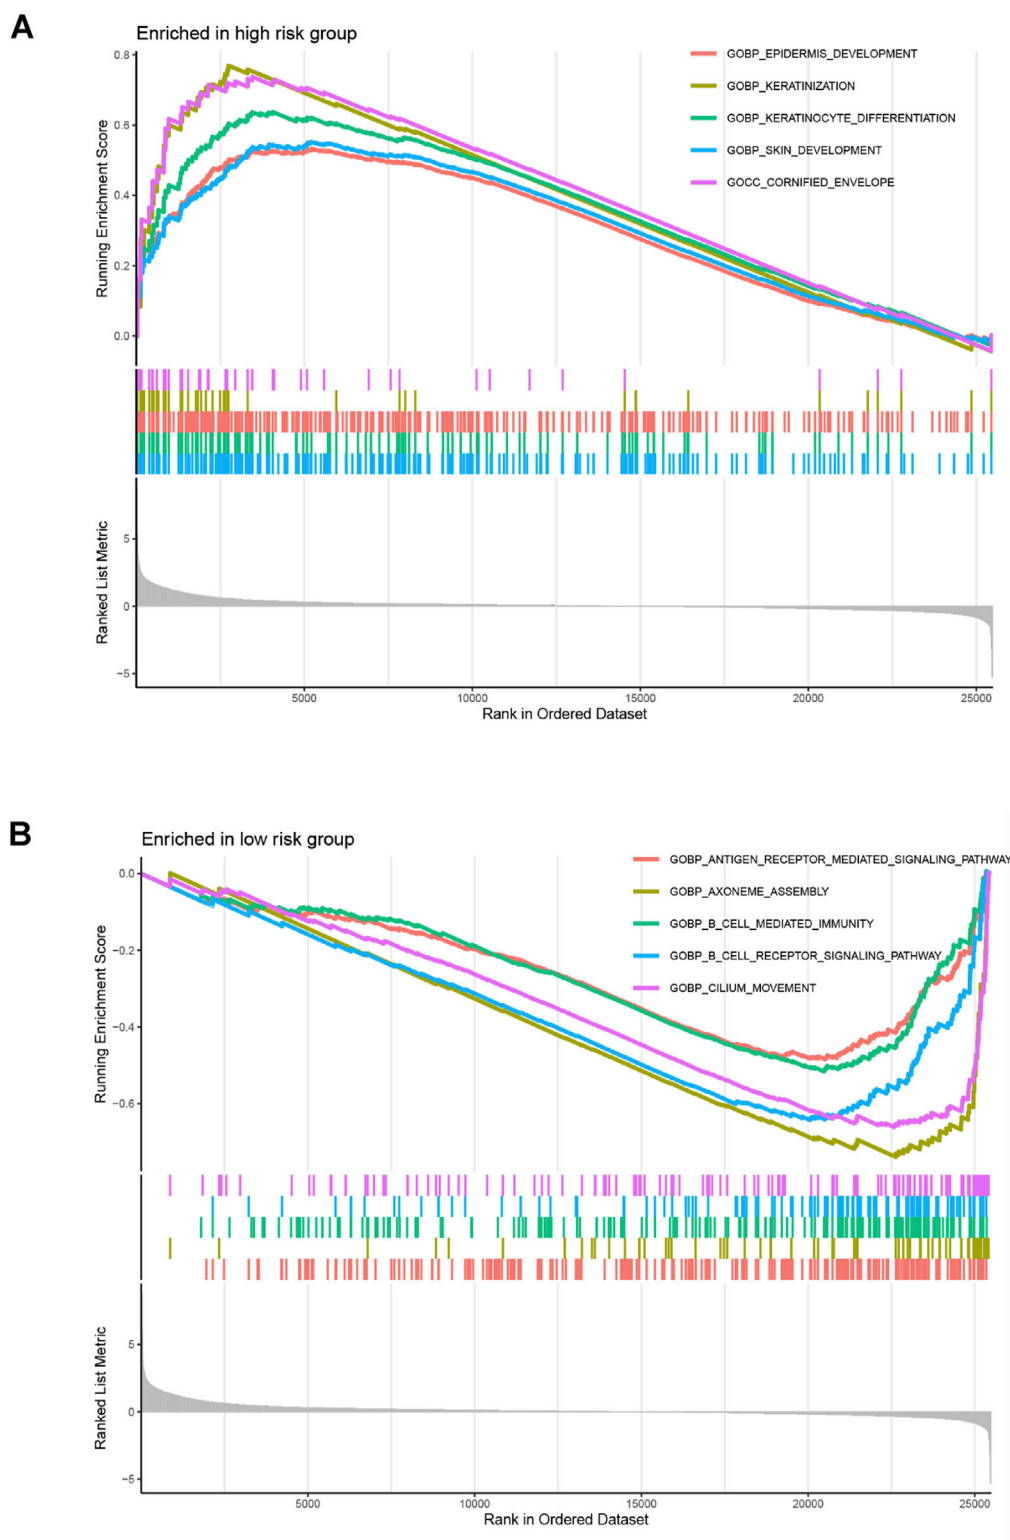 A
Enriched in high risk group
Running Enrichment Score
0.8
0.6
0.4
0.2
0.0
GOBP_EPIDERMIS_DEVELOPMENT
GOBP_KERATINIZATION
GOBP_KERATINOCYTE_DIFFERENTIATION
GOBP_SKIN_DEVELOPMENT
GOCC_CORNIFIED_ENVELOPE
Ranked List Metric
5
0
−5
5000 10000 15000 20000 25000
Rank in Ordered Dataset
B
Enriched in low risk group
Running Enrichment Score
0.0
−0.2
−0.4
−0.6
GOBP_ANTIGEN_RECEPTOR_MEDIATED_SIGNALING_PATHWAY
GOBP_AXONEME_ASSEMBLY
GOBP_B_CELL_MEDIATED_IMMUNITY
GOBP_B_CELL_RECEPTOR_SIGNALING_PATHWAY
GOBP_CILIUM_MOVEMENT
Ranked List Metric
5
0
−5
5000 10000 15000 20000 25000
Rank in Ordered Dataset